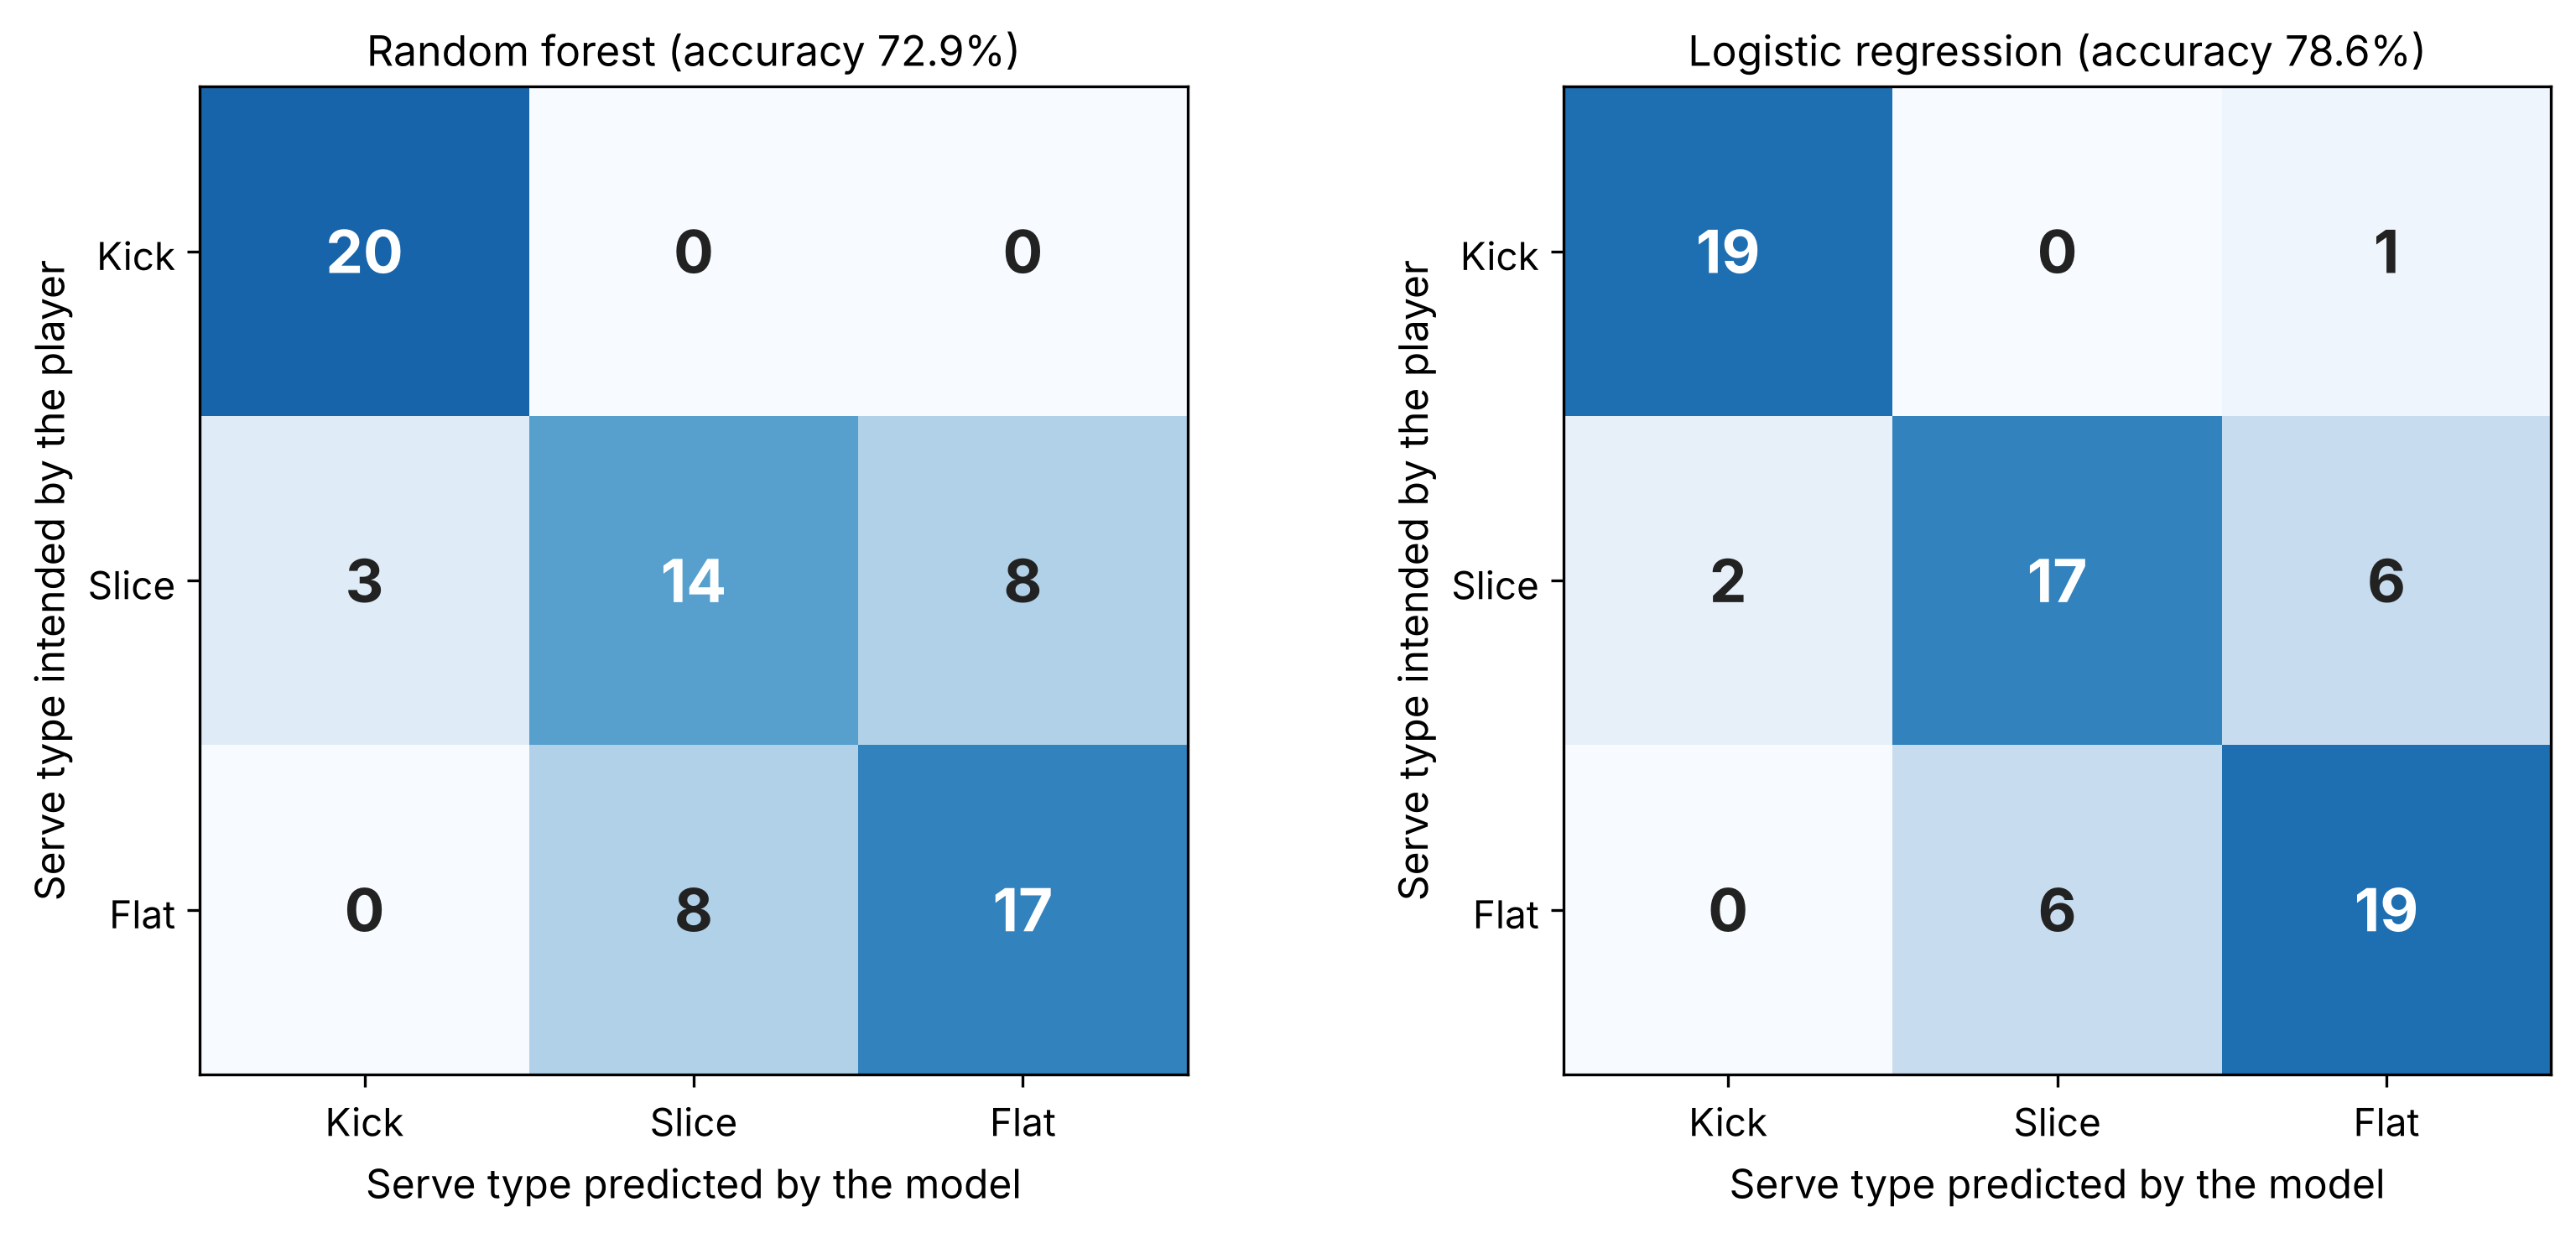 Random forest (accuracy 72.9%)
Serve type intended by the player
Kick
20 0 0
Slice
3 14 8
Flat
0 8 17
Kick Slice Flat
Serve type predicted by the model
Logistic regression (accuracy 78.6%)
Serve type intended by the player
Kick
19 0 1
Slice
2 17 6
Flat
0 6 19
Kick Slice Flat
Serve type predicted by the model